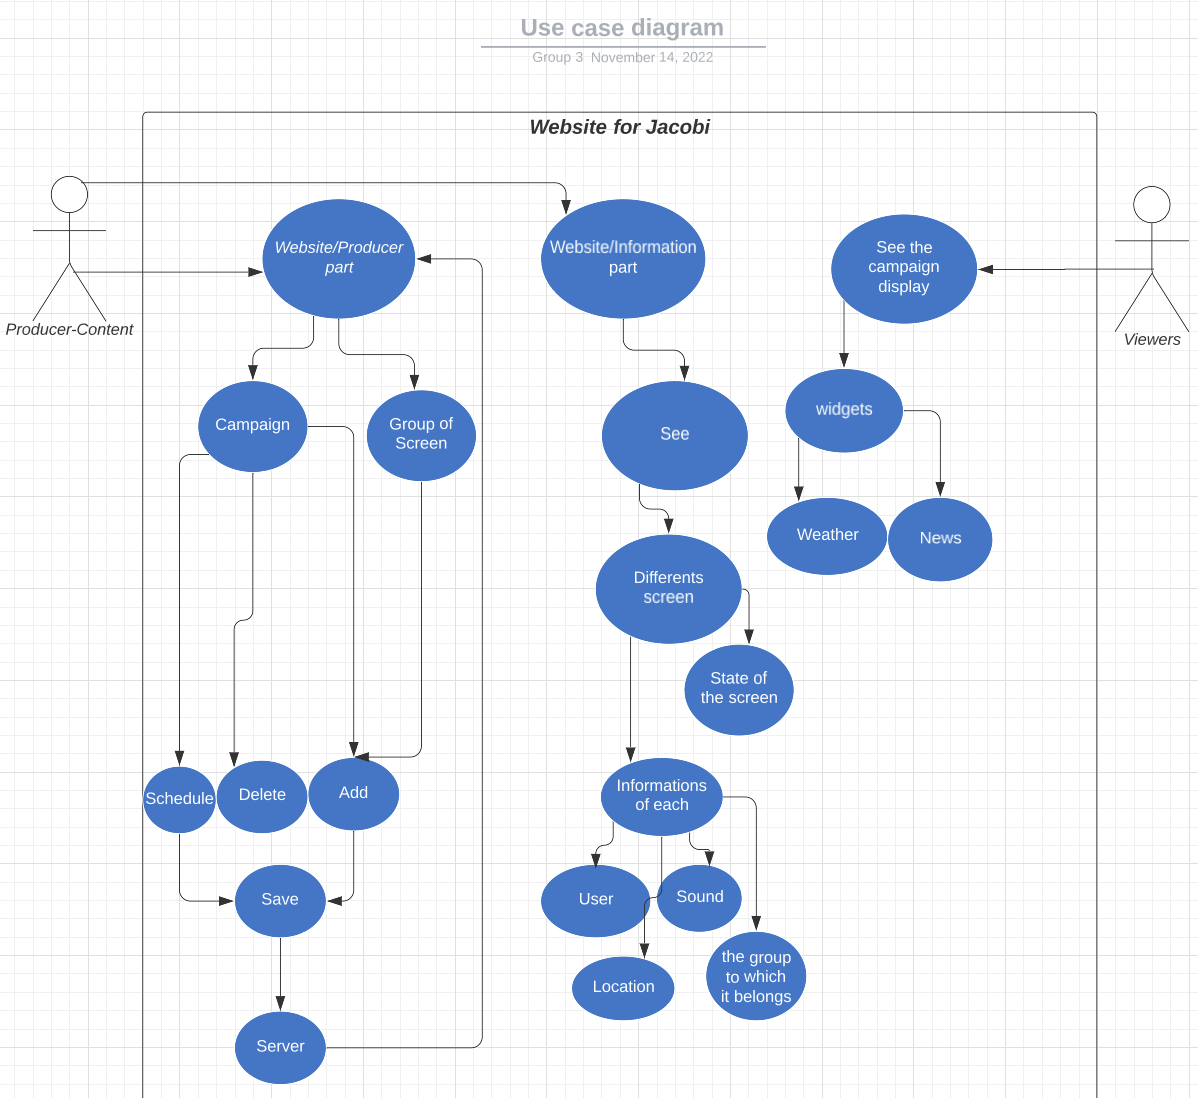 Use case diagram
Group 3  November 14, 2022
Website for Jacobi
Producer-Content
Viewers
Website/Producer
part
Website/Information
part
See the
campaign
display
Campaign
Group of
Screen
See
widgets
Weather
News
Differents
screen
State of
the screen
Schedule
Delete
Add
Informations
of each
Save
User
Sound
Location
the group
to which
it belongs
Server